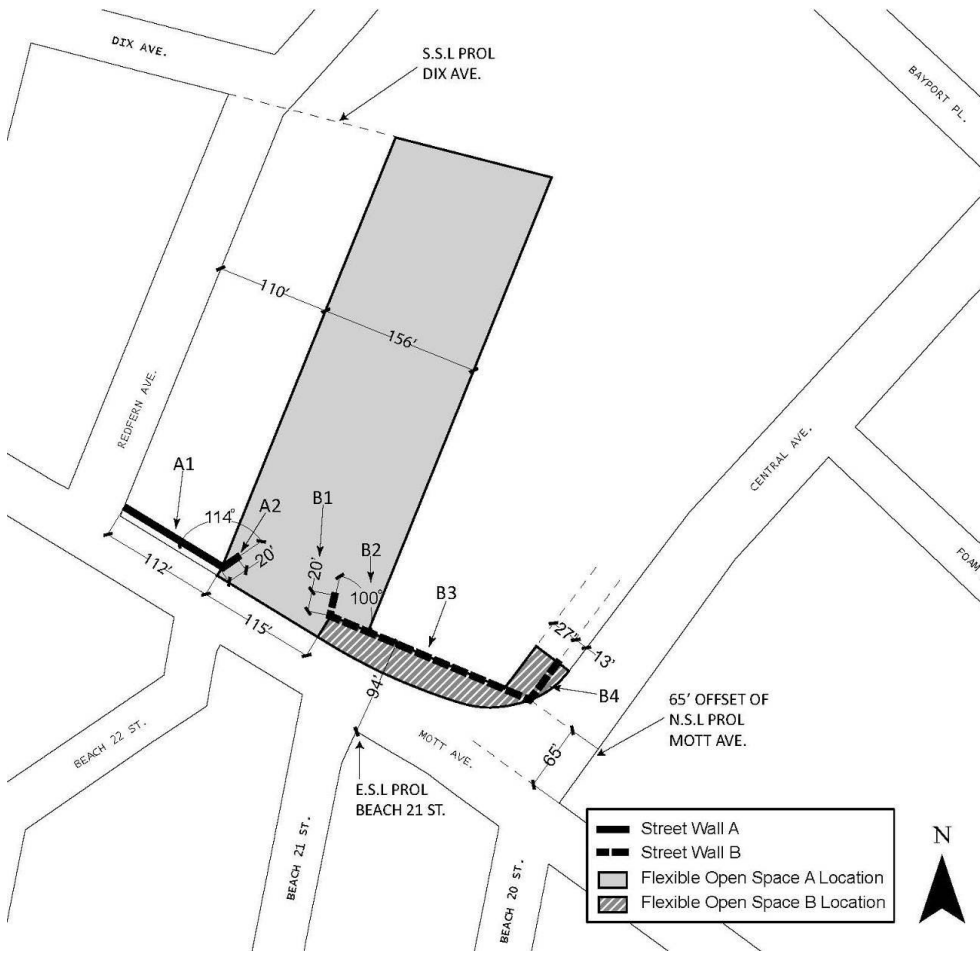 DIX AVE.
S.S.L PROL
DIX AVE.
BAYPORT PL.
110'
156'
REDFERN AVE.
CENTRAL AVE.
A1
114°
A2
20'
B1
20'
B2
100°
B3
FOAM
112'
115'
27'
13'
94'
B4
65' OFFSET OF
N.S.L PROL
MOTT AVE.
65'
MOTT AVE.
BEACH 22 ST.
E.S.L PROL
BEACH 21 ST.
BEACH 21 ST.
BEACH 20 ST.
Street Wall A
Street Wall B
Flexible Open Space A Location
Flexible Open Space B Location
N